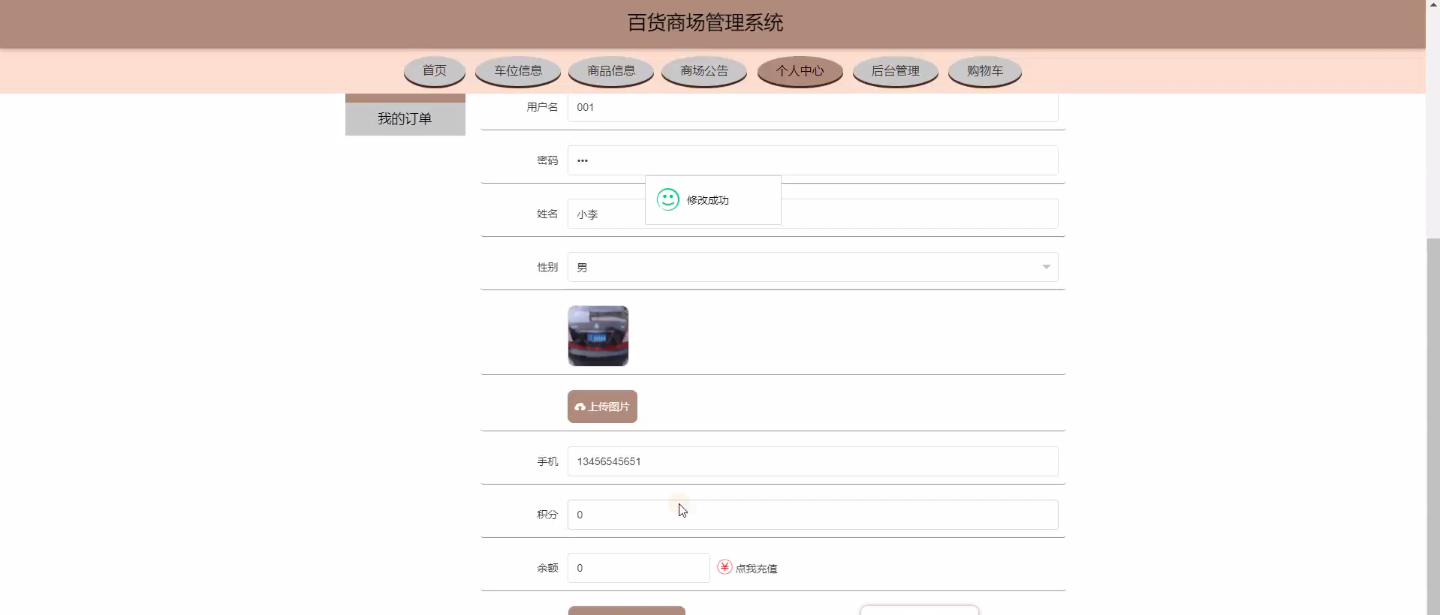 百货商场管理系统
首页 车位信息 商品信息 商场公告 个人中心 后台管理 购物车
我的订单
用户名 001
密码 •••
修改成功
姓名 小李
性别 男
上传图片
手机 13456545651
积分 0
余额 0 点我充值